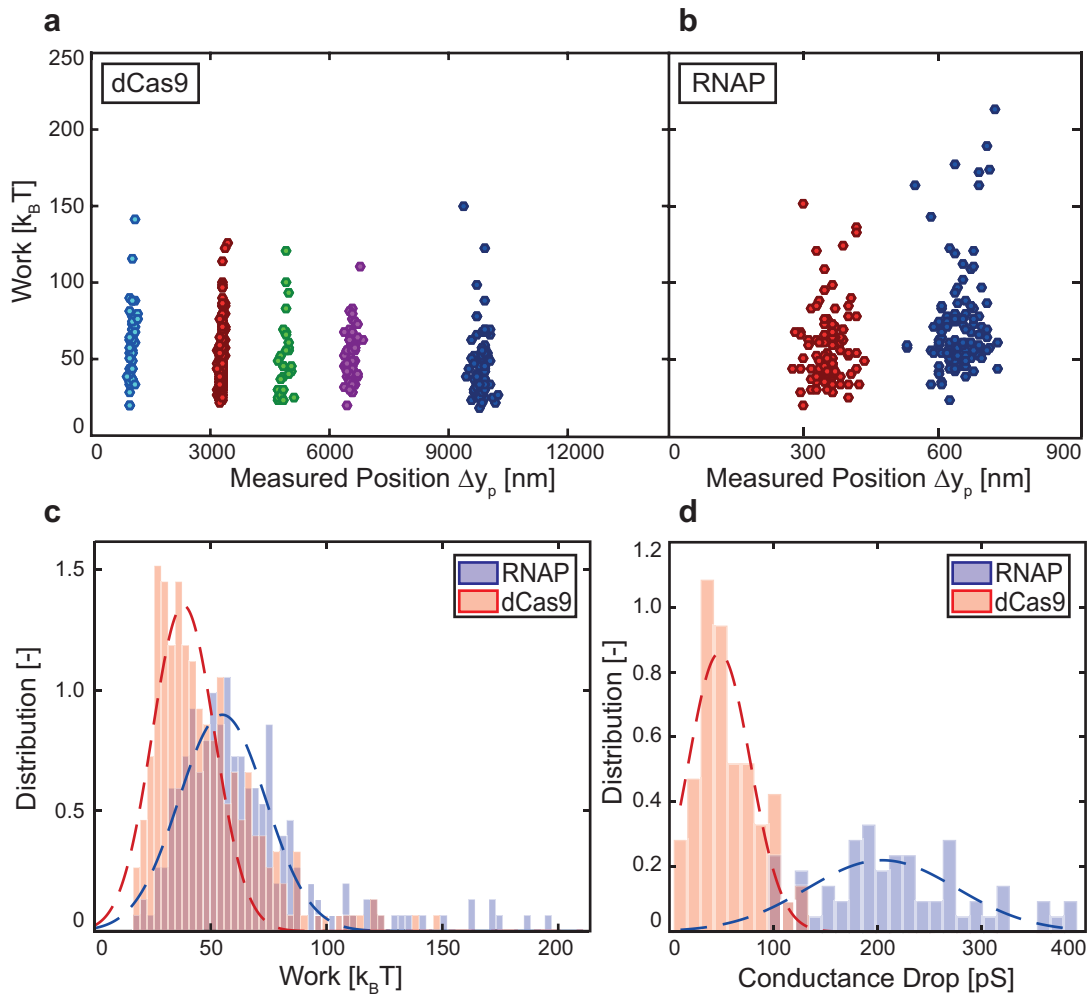 a
b
250
200
150
100
50
0
Work [kBT]
dCas9
RNAP
0 3000 6000 9000 12000
0 300 600 900
Measured Position Δyp [nm]
Measured Position Δyp [nm]
c
d
1.5
1.0
0.5
0
Distribution [-]
RNAP
dCas9
0 50 100 150 200
Work [kBT]
1.2
1.0
0.8
0.6
0.4
0.2
0
Distribution [-]
RNAP
dCas9
0 100 200 300 400
Conductance Drop [pS]